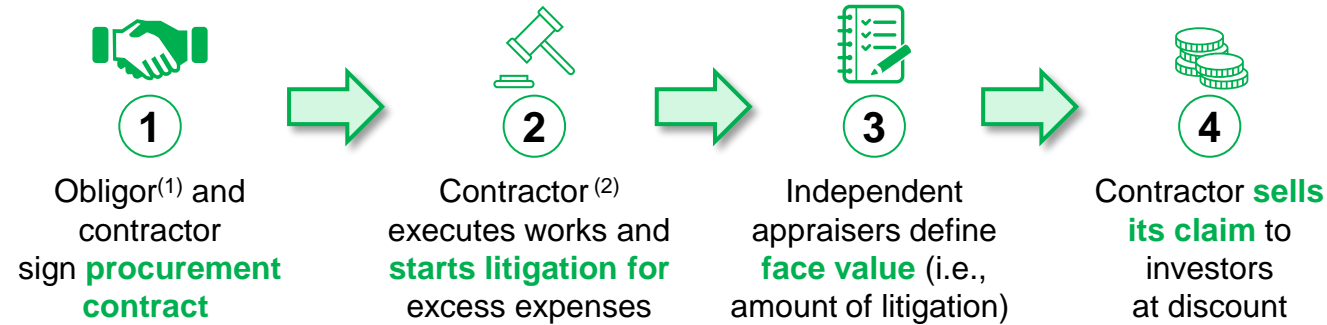 1
Obligor(1) and
contractor
sign procurement
contract
2
Contractor (2)
executes works and
starts litigation for
excess expenses
3
Independent
appraisers define
face value (i.e.,
amount of litigation)
4
Contractor sells
its claim to
investors
at discount